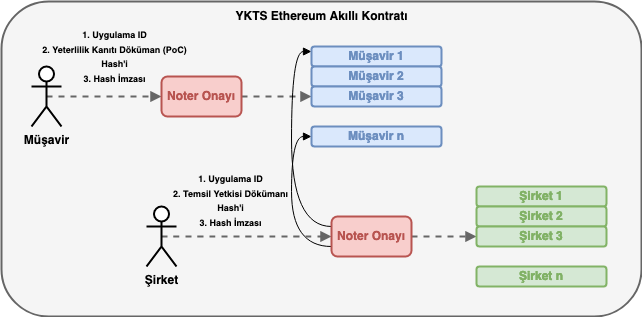 YKTS Ethereum Akıllı Kontratı
1. Uygulama ID
2. Yeterlilik Kanıtı Döküman (PoC)
Hash'i
3. Hash İmzası
Müşavir
Noter Onayı
Müşavir 1
Müşavir 2
Müşavir 3
Müşavir n
1. Uygulama ID
2. Temsil Yetkisi Dökümanı
Hash'i
3. Hash İmzası
Şirket
Noter Onayı
Şirket 1
Şirket 2
Şirket 3
Şirket n